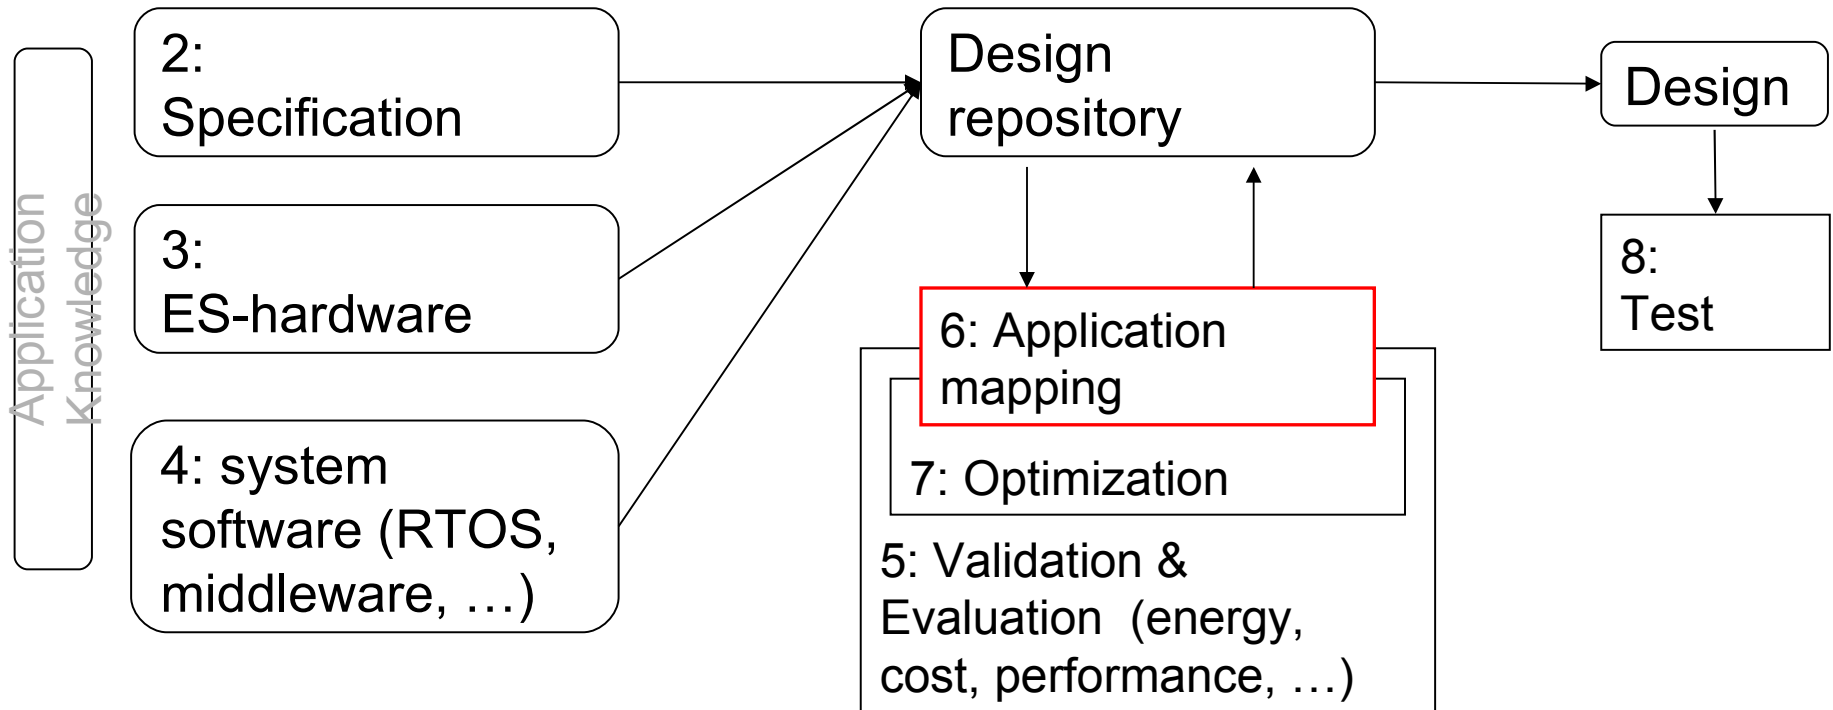 Application
Knowledge
2:
Specification
3:
ES-hardware
4: system
software (RTOS,
middleware, …)
Design
repository
6: Application
mapping
7: Optimization
5: Validation &
Evaluation (energy,
cost, performance, …)
Design
8:
Test